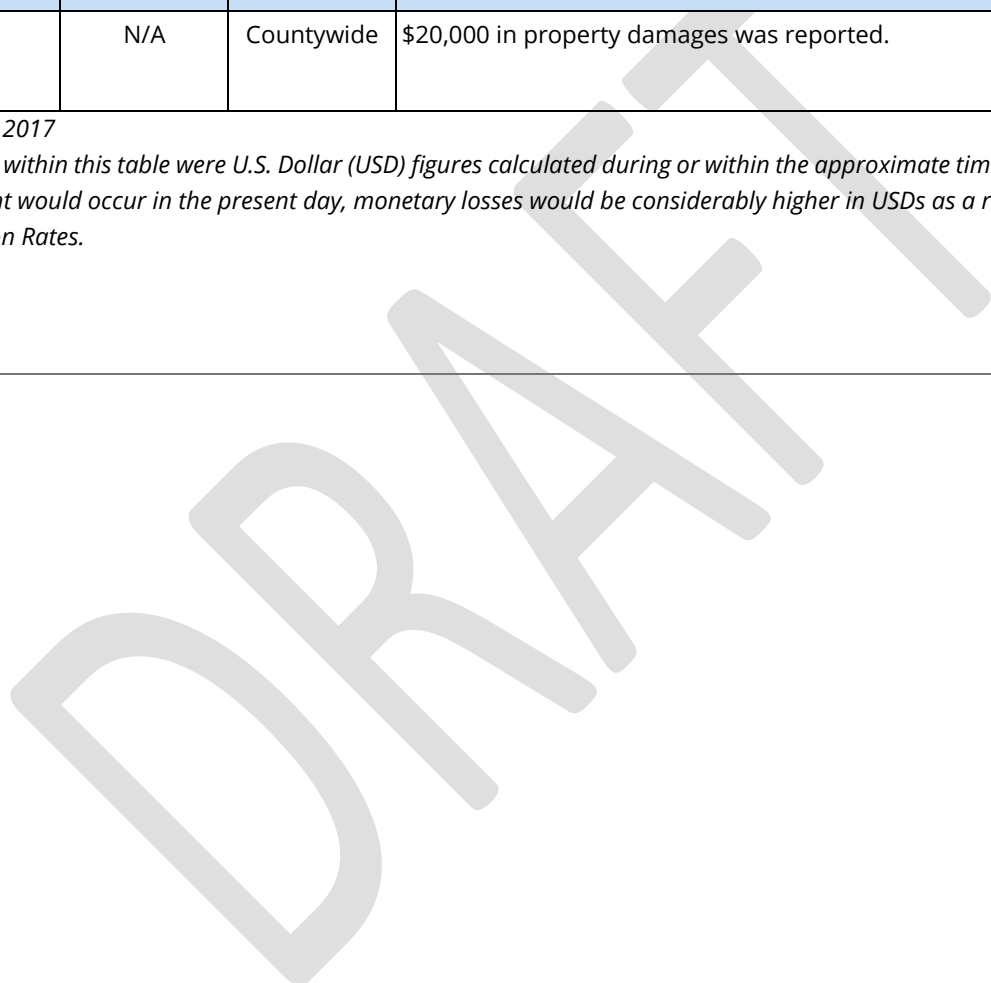 N/A Countywide $20,000 in property damages was reported.
2017
within this table were U.S. Dollar (USD) figures calculated during or within the approximate tim
t would occur in the present day, monetary losses would be considerably higher in USDs as a r
n Rates.
DRAFT